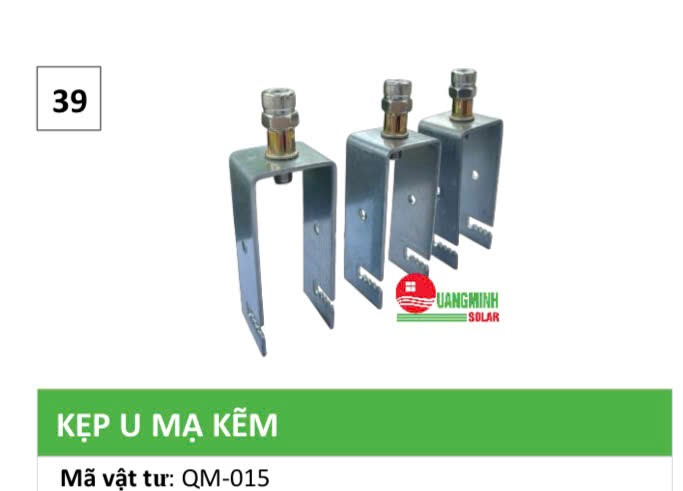 39
UANGMINH
SOLAR
KẸP U MẠ KẼM
Mã vật tư: QM-015